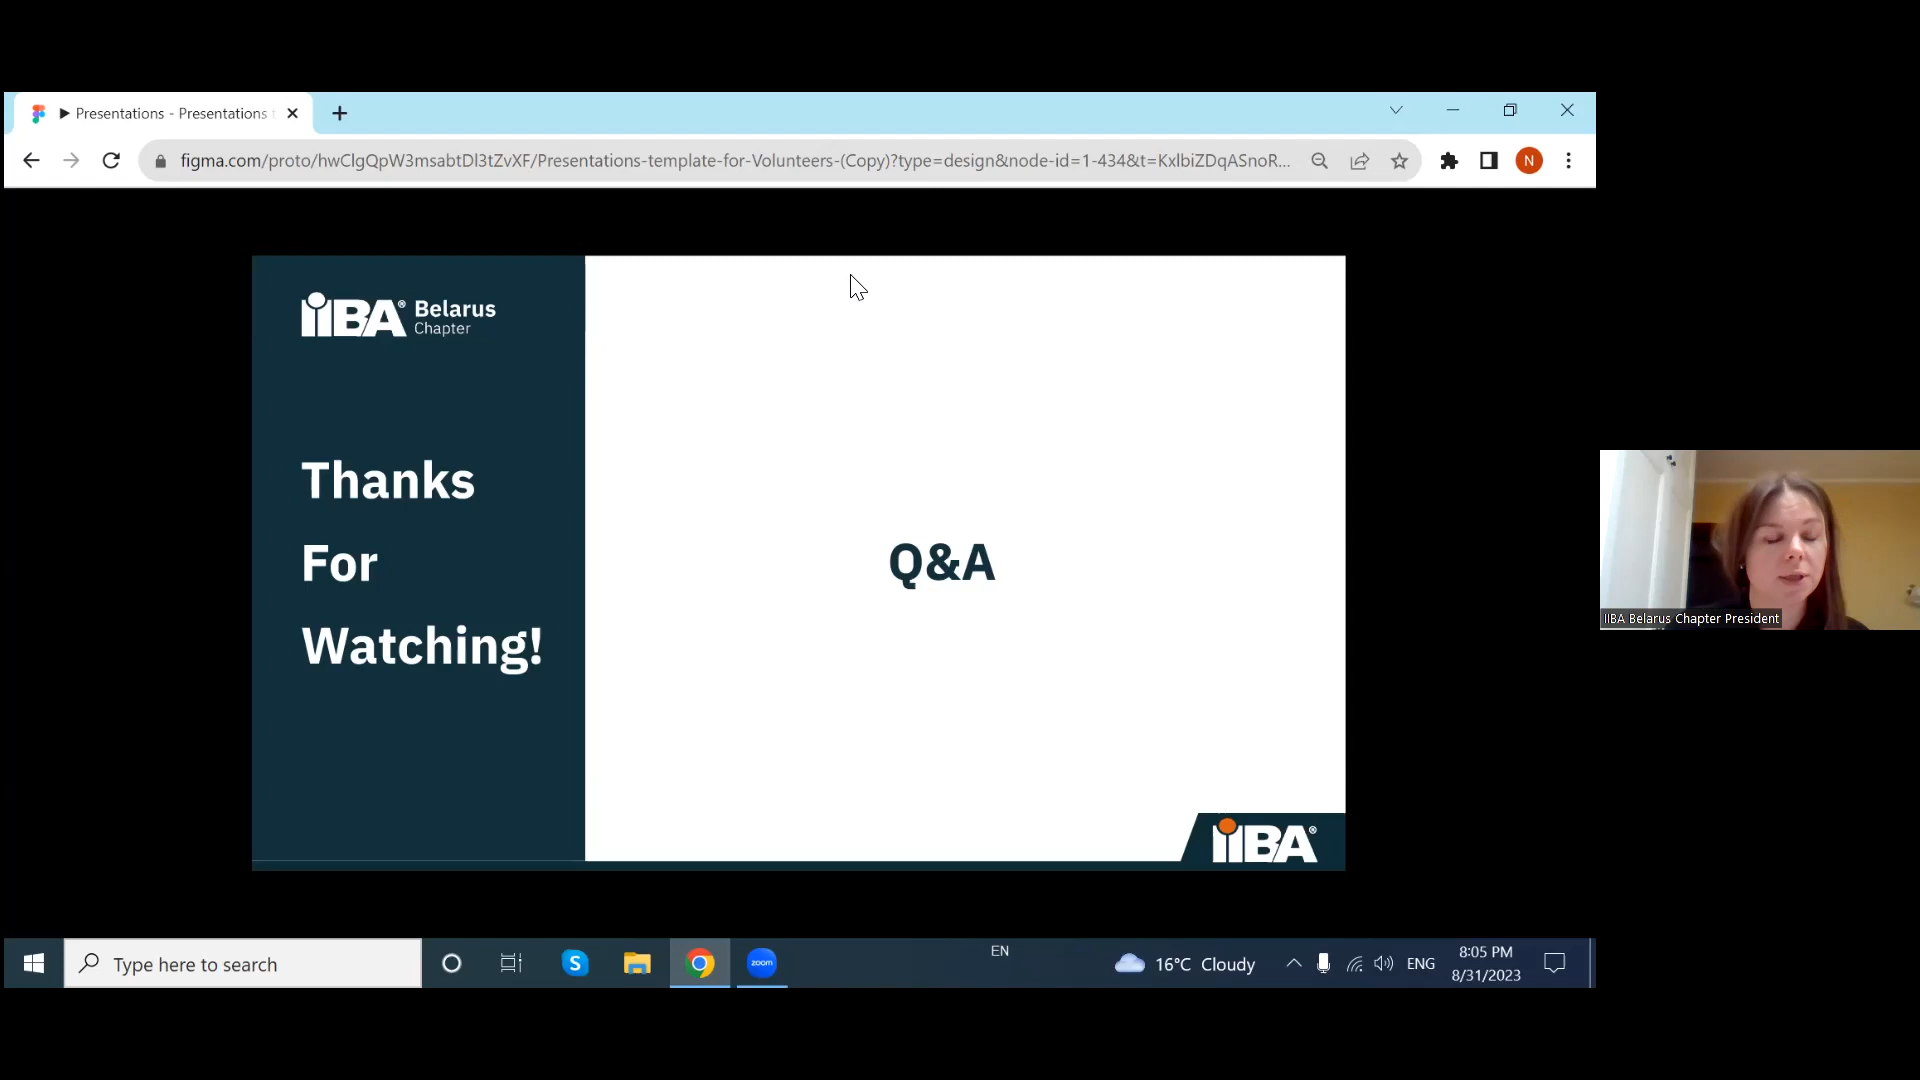 Presentations - Presentations t
figma.com/proto/hwClgQpW3msabtDl3tZvXF/Presentations-template-for-Volunteers-(Copy)?type=design&node-id=1-434&t=KxlbiZDqASnoR...
N
IIBA® Belarus
Chapter
Thanks
For
Watching!
Q&A
IIBA®
IIBA Belarus Chapter President
Type here to search
S
zoom
EN
16°C Cloudy
ENG
8:05 PM
8/31/2023